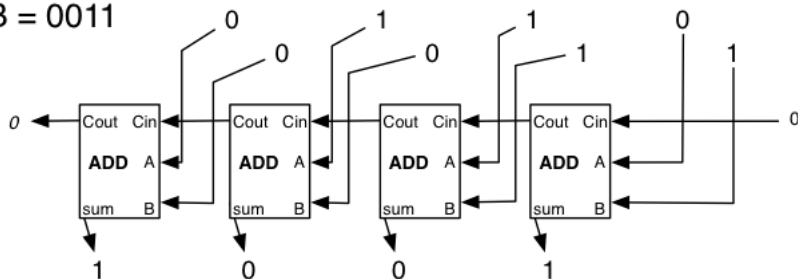 3 = 0011
0 1 1 0
0 0 1 1
0 Cout Cin Cout Cin Cout Cin Cout Cin 0
ADD A ADD A ADD A ADD A
sum B sum B sum B sum B
1 0 0 1